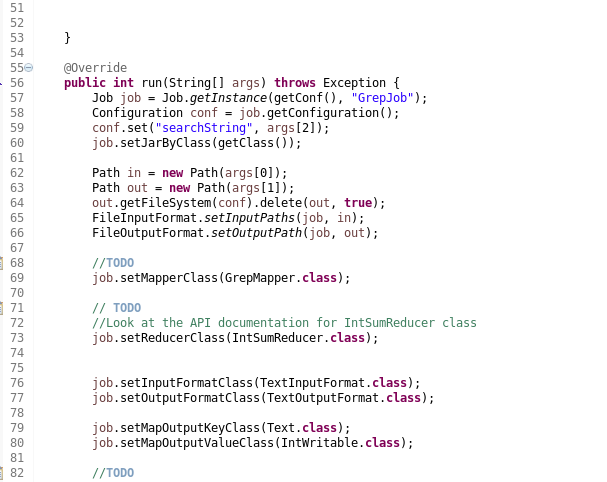 51
52
53 }
54
55 @Override
56 public int run(String[] args) throws Exception {
57 Job job = Job.getInstance(getConf(), "GrepJob");
58 Configuration conf = job.getConfiguration();
59 conf.set("searchString", args[2]);
60 job.setJarByClass(getClass());
61
62 Path in = new Path(args[0]);
63 Path out = new Path(args[1]);
64 out.getFileSystem(conf).delete(out, true);
65 FileInputFormat.setInputPaths(job, in);
66 FileOutputFormat.setOutputPath(job, out);
67
68 //TODO
69 job.setMapperClass(GrepMapper.class);
70
71 // TODO
72 //Look at the API documentation for IntSumReducer class
73 job.setReducerClass(IntSumReducer.class);
74
75
76 job.setInputFormatClass(TextInputFormat.class);
77 job.setOutputFormatClass(TextOutputFormat.class);
78
79 job.setMapOutputKeyClass(Text.class);
80 job.setMapOutputValueClass(IntWritable.class);
81
82 //TODO